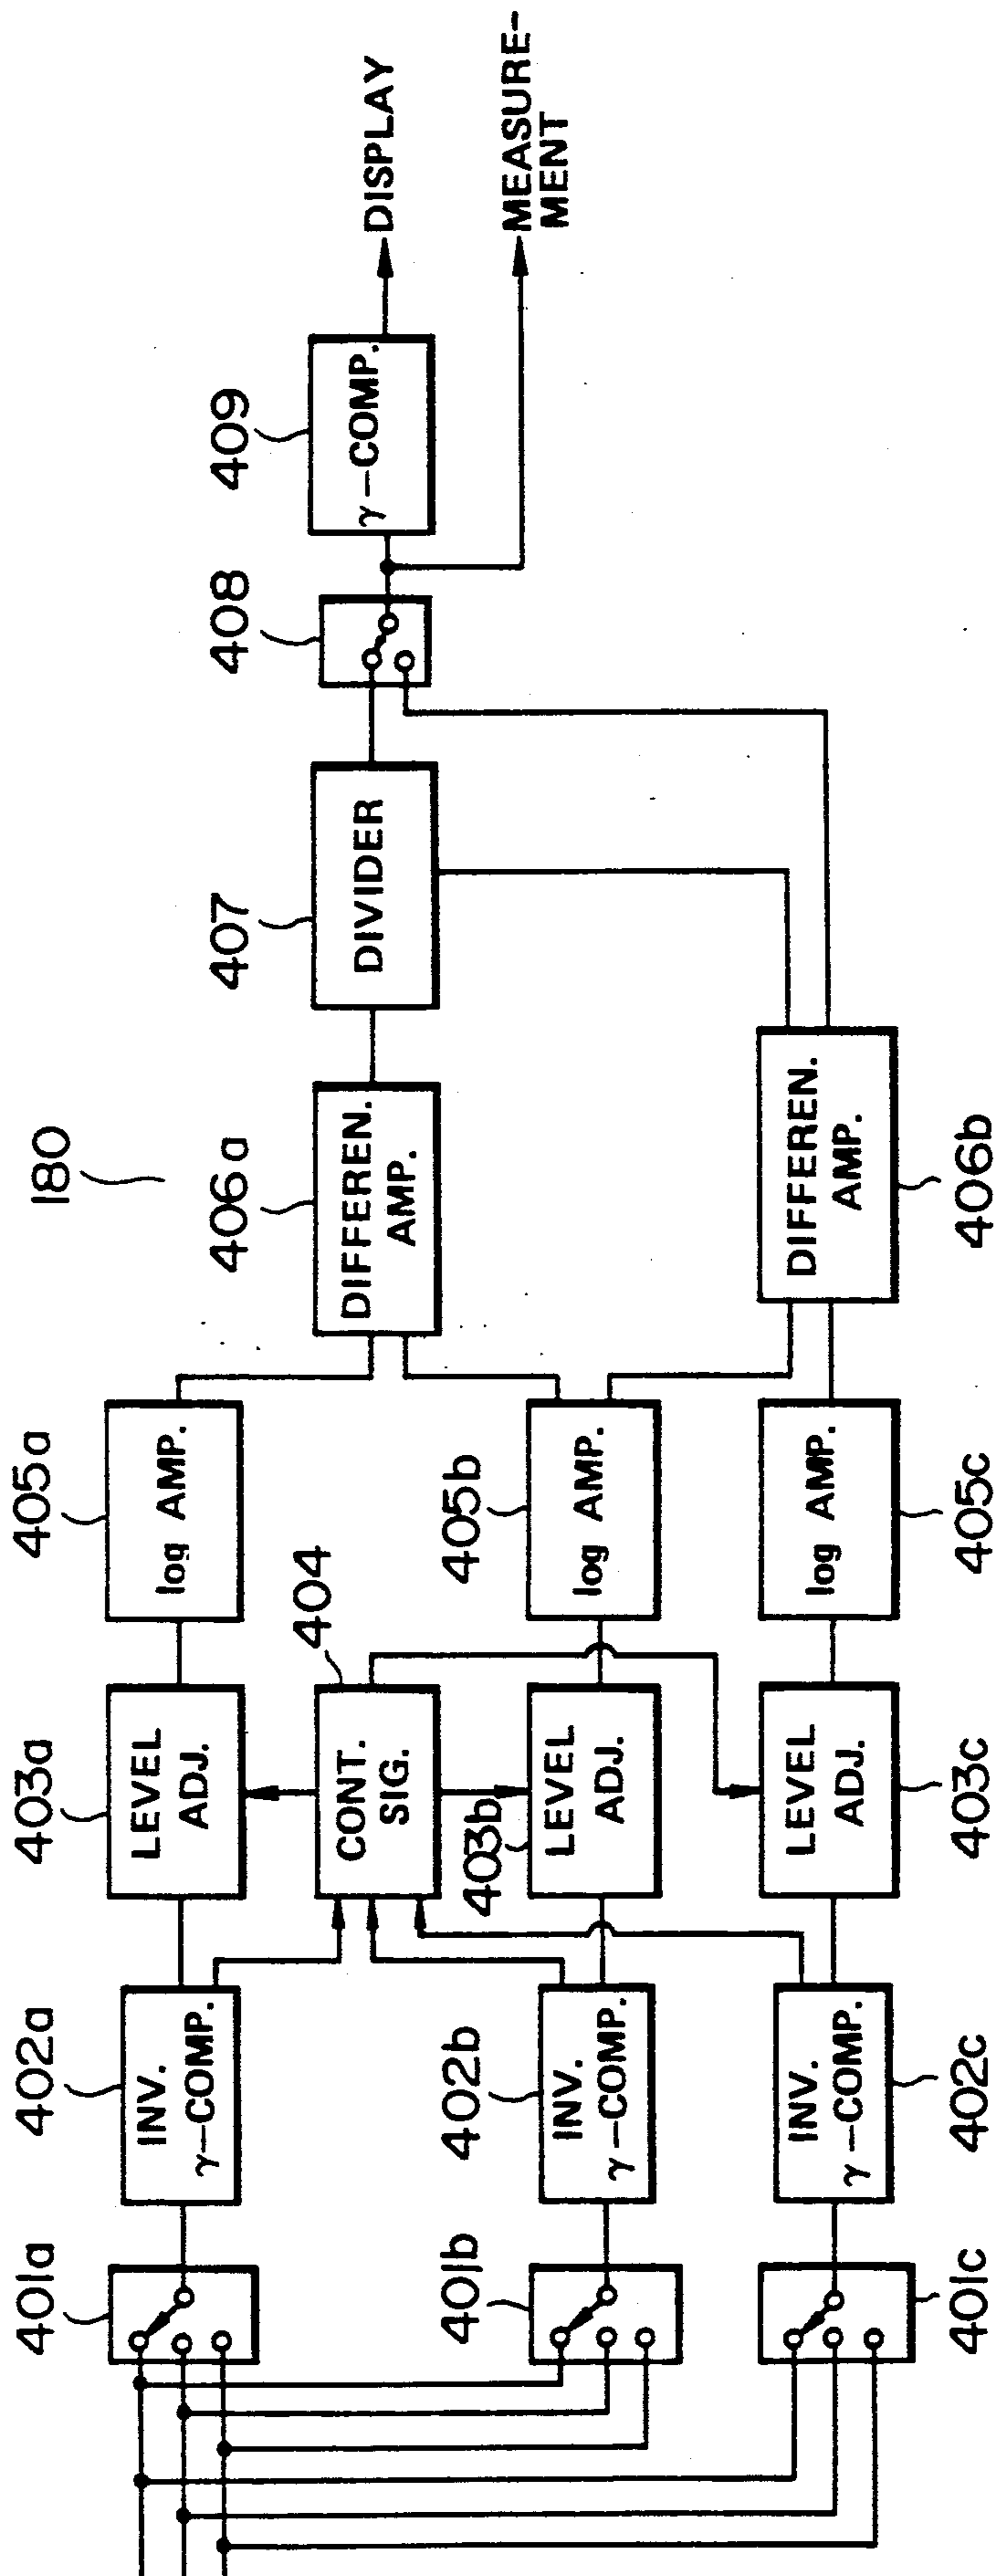 180
401a
402a
403a
405a
406a
407
408
409
INV.
γ-COMP.
LEVEL
ADJ.
log AMP.
DIFFEREN.
AMP.
DIVIDER
γ-COMP.
DISPLAY
MEASURE-
MENT
404
CONT.
SIG.
401b
402b
403b
405b
INV.
γ-COMP.
LEVEL
ADJ.
log AMP.
INV.
γ-COMP.
LEVEL
ADJ.
log AMP.
DIFFEREN.
AMP.
401c
402c
403c
405c
406b